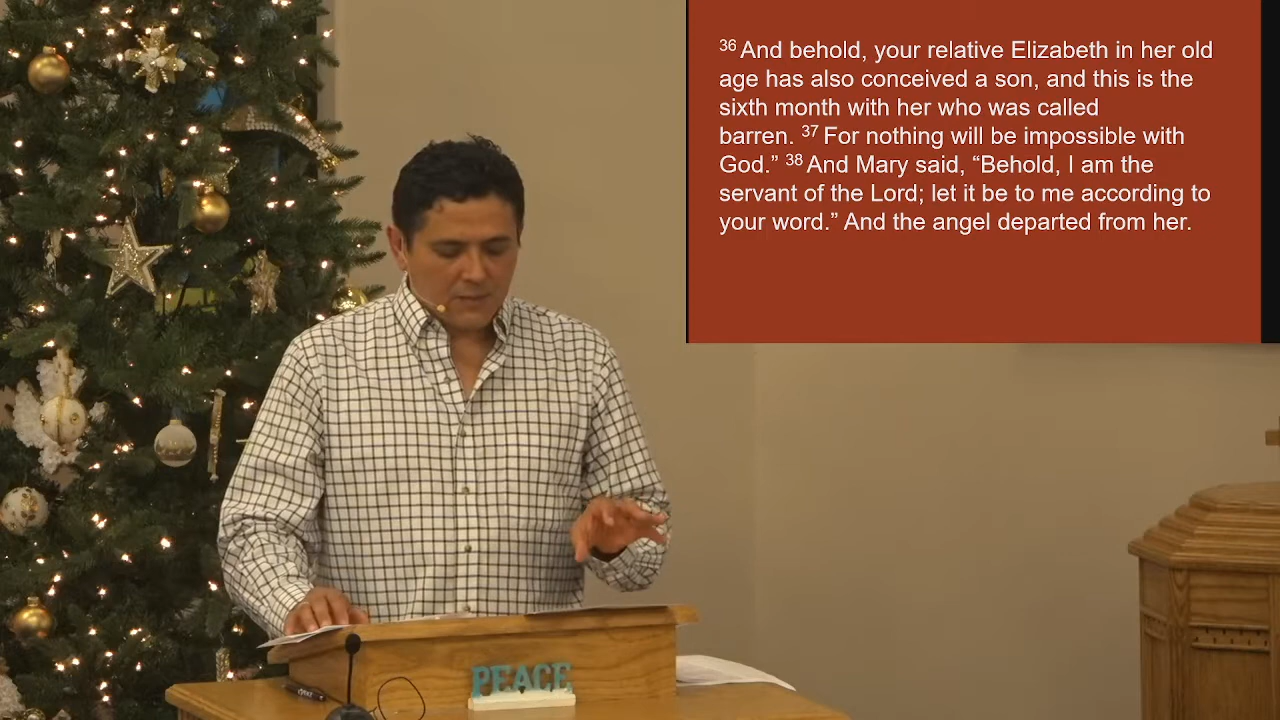 ³⁶ And behold, your relative Elizabeth in her old
age has also conceived a son, and this is the
sixth month with her who was called
barren. ³⁷ For nothing will be impossible with
God.” ³⁸ And Mary said, “Behold, I am the
servant of the Lord; let it be to me according to
your word.” And the angel departed from her.
PEACE